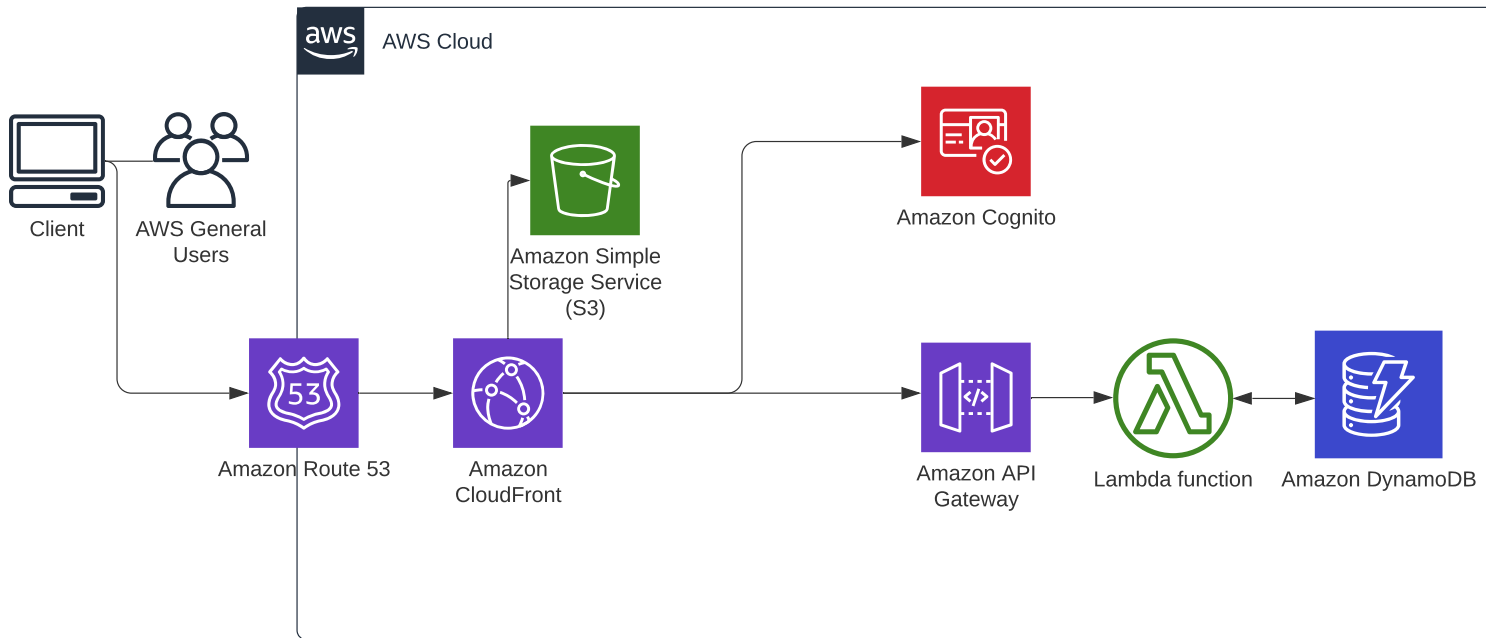 aws
AWS Cloud
Client
AWS General
Users
Amazon Simple
Storage Service
(S3)
Amazon Cognito
53
</>
Amazon Route 53
Amazon
CloudFront
Amazon API
Gateway
Lambda function
Amazon DynamoDB